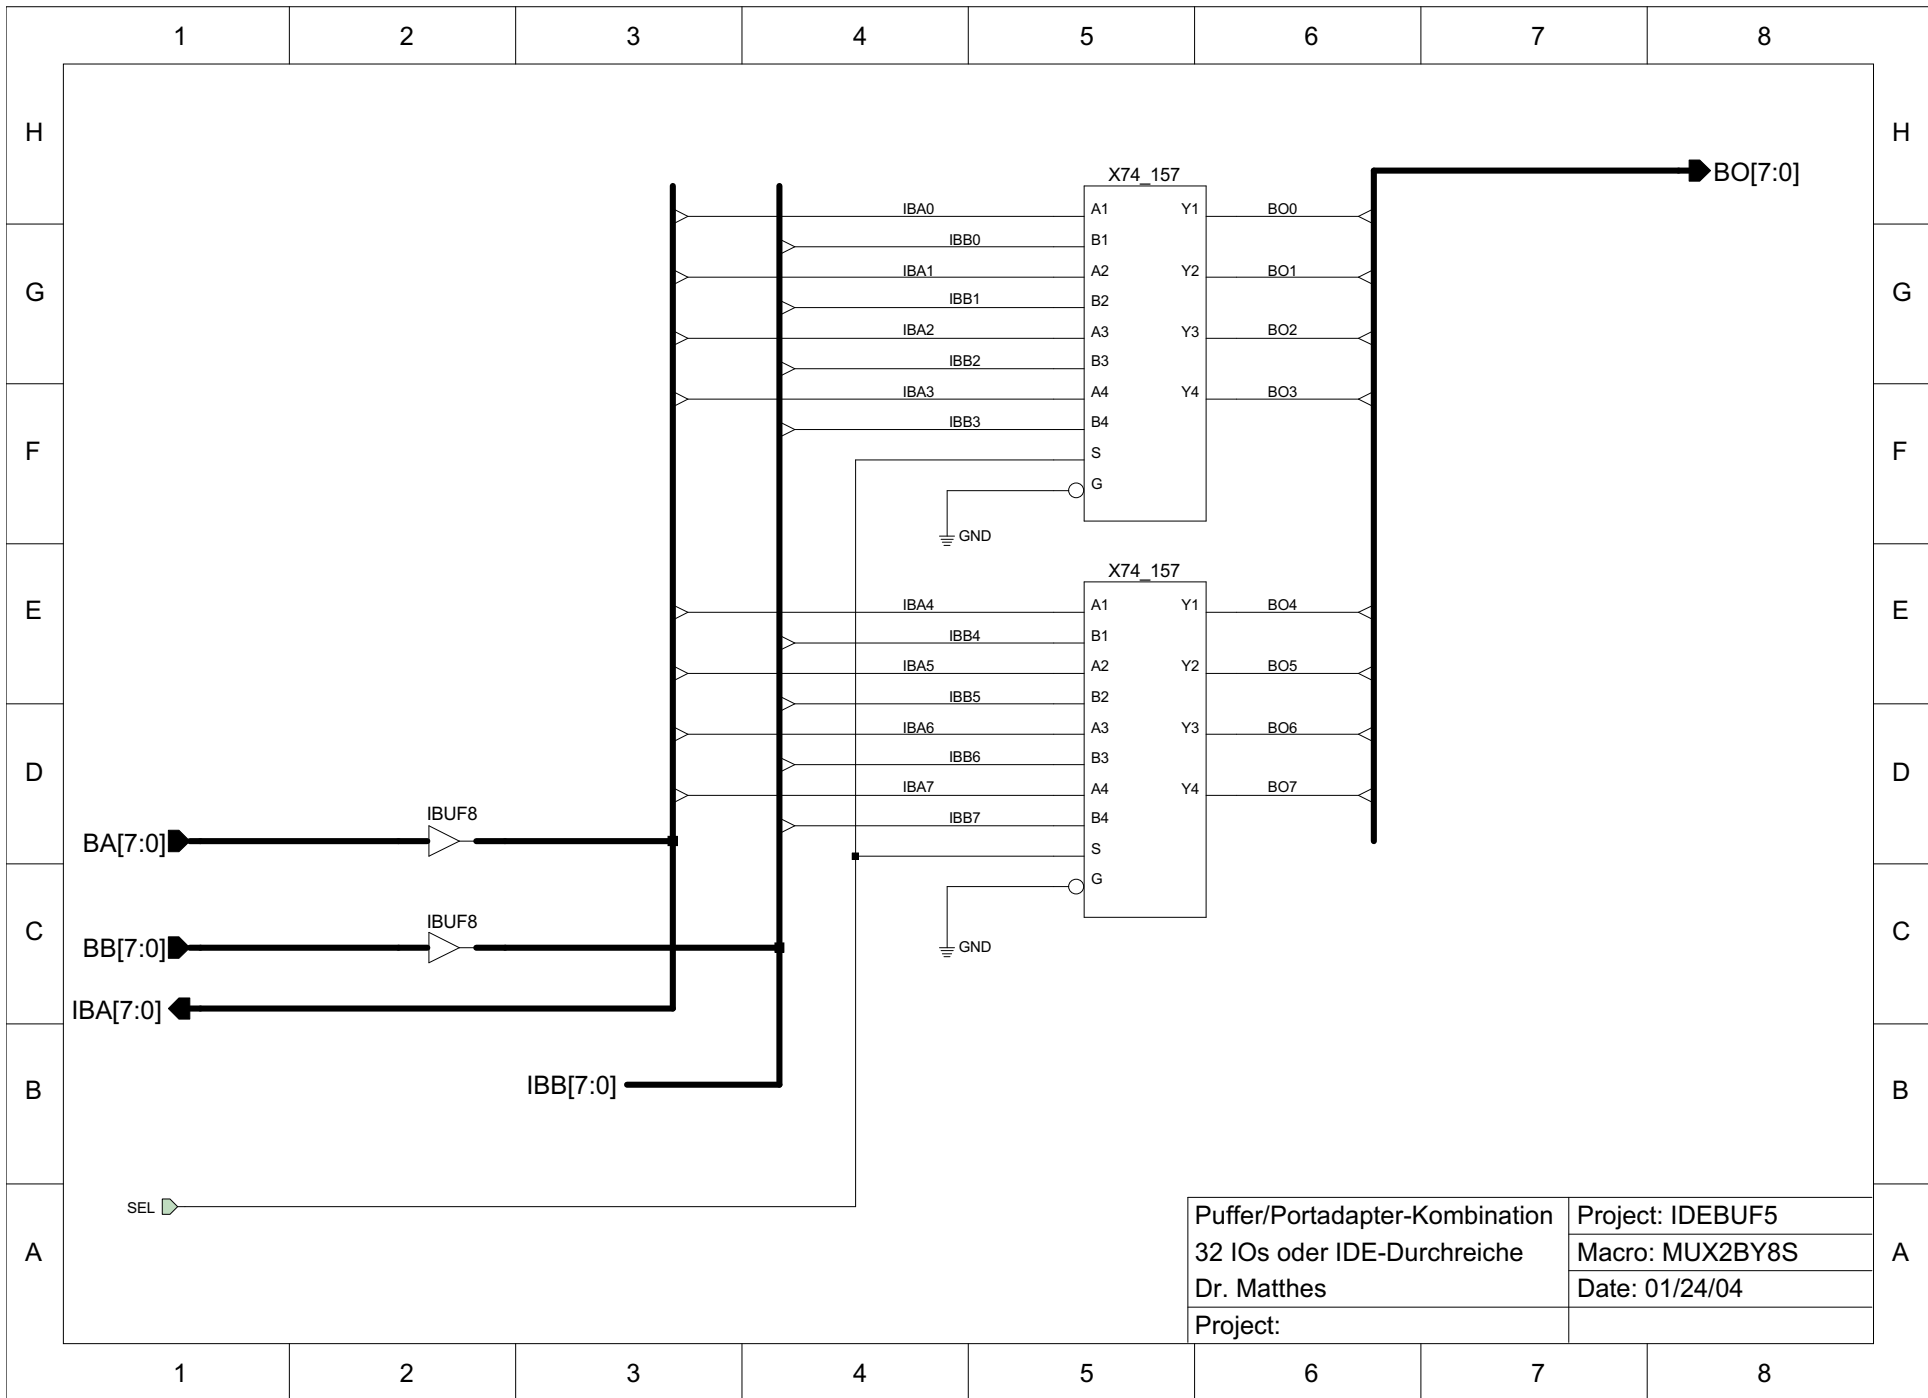 1 2 3 4 5 6 7 8
H H
X74_157
BO[7:0]
IBA0 A1 Y1 BO0
IBB0 B1
IBA1 A2 Y2 BO1
G G
IBB1 B2
IBA2 A3 Y3 BO2
IBB2 B3
IBA3 A4 Y4 BO3
IBB3 B4
F S F
G
GND
X74_157
E IBA4 A1 Y1 BO4 E
IBB4 B1
IBA5 A2 Y2 BO5
IBB5 B2
IBA6 A3 Y3 BO6
IBB6 B3
D D
IBA7 A4 Y4 BO7
IBUF8
IBB7 B4
BA[7:0]
S
G
IBUF8
C C
BB[7:0] GND
IBA[7:0]
IBB[7:0]
B B
SEL
Puffer/Portadapter-Kombination Project: IDEBUF5
A 32 IOs oder IDE-Durchreiche Macro: MUX2BY8S A
Dr. Matthes Date: 01/24/04
Project:
1 2 3 4 5 6 7 8